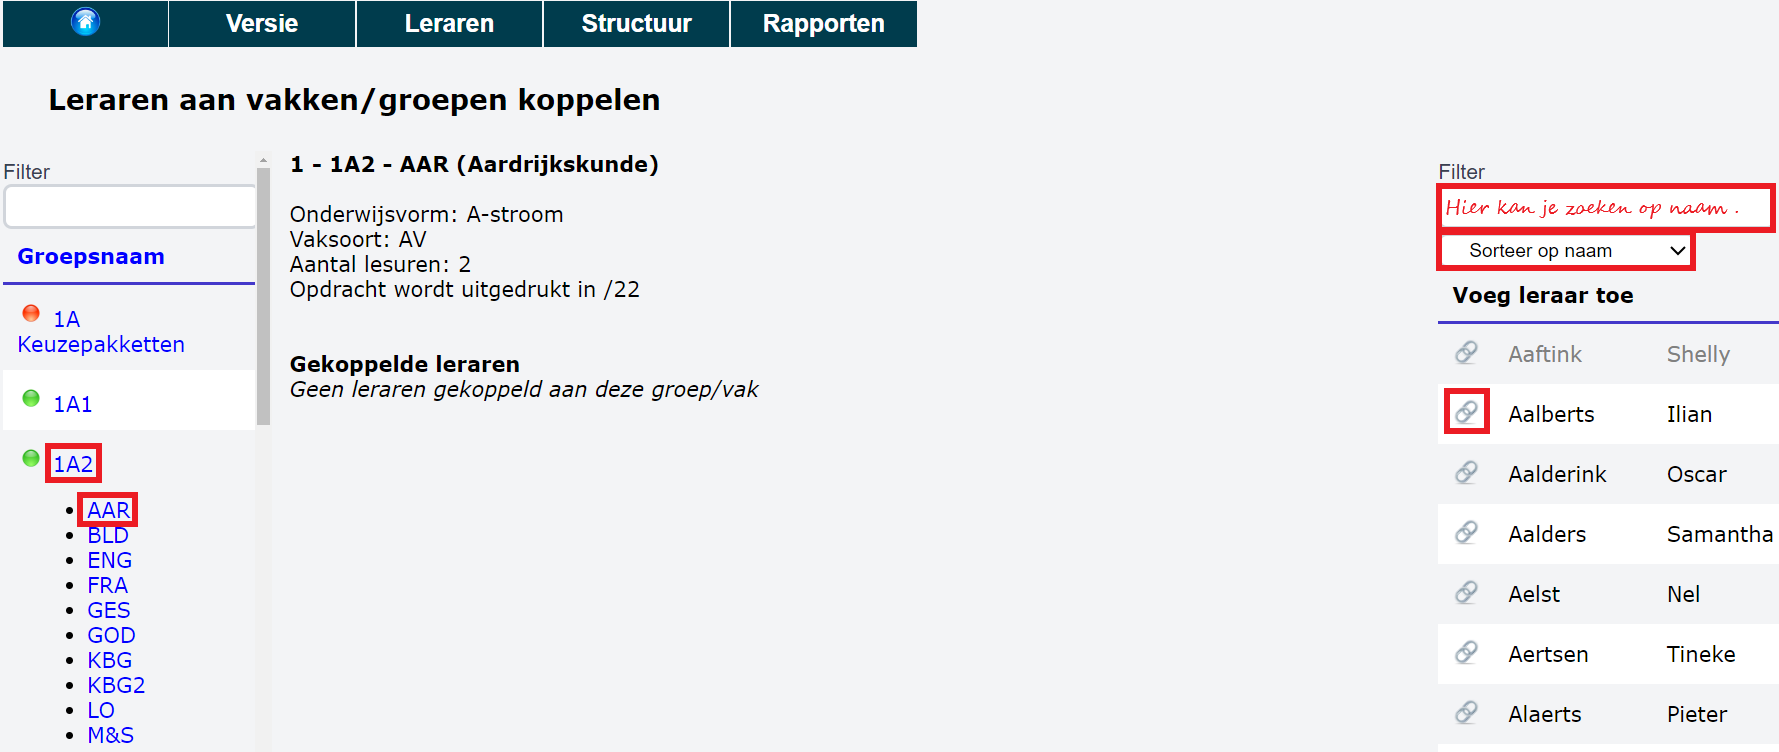 Versie Leraren Structuur Rapporten
Leraren aan vakken/groepen koppelen
Filter
Groepsnaam
1A
Keuzepakketten
1A1
1A2
AAR
BLD
ENG
FRA
GES
GOD
KBG
KBG2
LO
M&S
1 - 1A2 - AAR (Aardrijkskunde)
Onderwijsvorm: A-stroom
Vaksoort: AV
Aantal lesuren: 2
Opdracht wordt uitgedrukt in /22
Gekoppelde leraren
Geen leraren gekoppeld aan deze groep/vak
Filter
Hier kan je zoeken op naam .
Sorteer op naam
Voeg leraar toe
Aaftink Shelly
Aalberts Ilian
Aalderink Oscar
Aalders Samantha
Aelst Nel
Aertsen Tineke
Alaerts Pieter